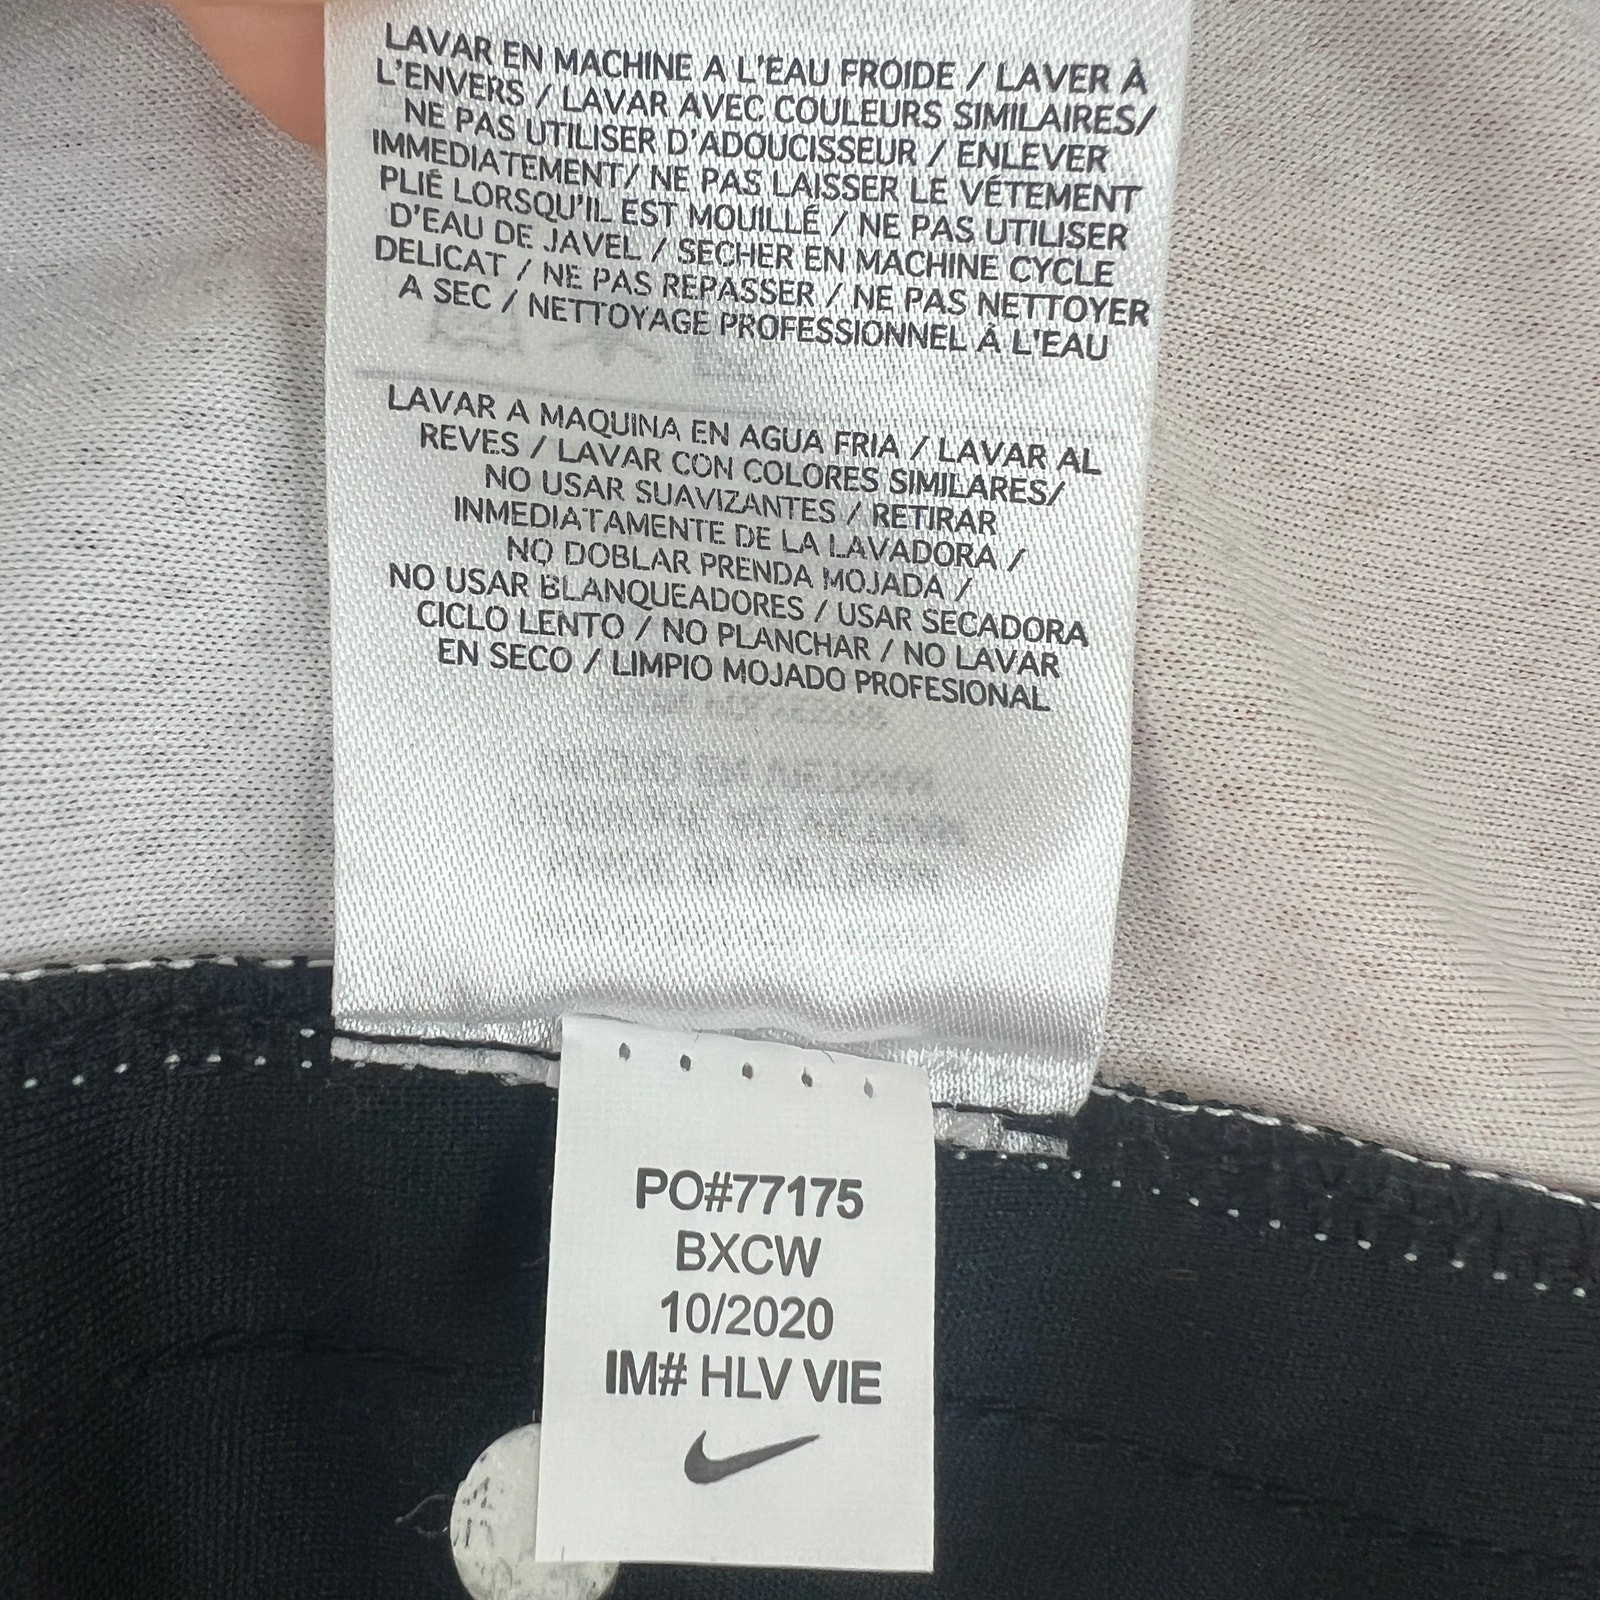 LAVAR EN MACHINE A L'EAU FROIDE / LAVER À
L'ENVERS / LAVAR AVEC COULEURS SIMILAIRES/
NE PAS UTILISER D'ADOUCISSEUR / ENLEVER
IMMEDIATEMENT/ NE PAS LAISSER LE VÉTEMENT
PLIÉ LORSQU'IL EST MOUILLÉ / NE PAS UTILISER
D'EAU DE JAVEL / SECHER EN MACHINE CYCLE
DELICAT / NE PAS REPASSER / NE PAS NETTOYER
A SEC / NETTOYAGE PROFESSIONNEL À L'EAU
LAVAR A MAQUINA EN AGUA FRIA / LAVAR AL
REVES / LAVAR CON COLORES SIMILARES/
NO USAR SUAVIZANTES / RETIRAR
INMEDIATAMENTE DE LA LAVADORA /
NO DOBLAR PRENDA MOJADA /
NO USAR BLANQUEADORES / USAR SECADORA
CICLO LENTO / NO PLANCHAR / NO LAVAR
EN SECO / LIMPIO MOJADO PROFESIONAL
PO#77175
BXCW
10/2020
IM# HLV VIE